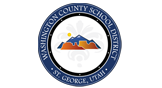 WASHINGTON COUNTY SCHOOL DISTRICT
• ST. GEORGE, UTAH •